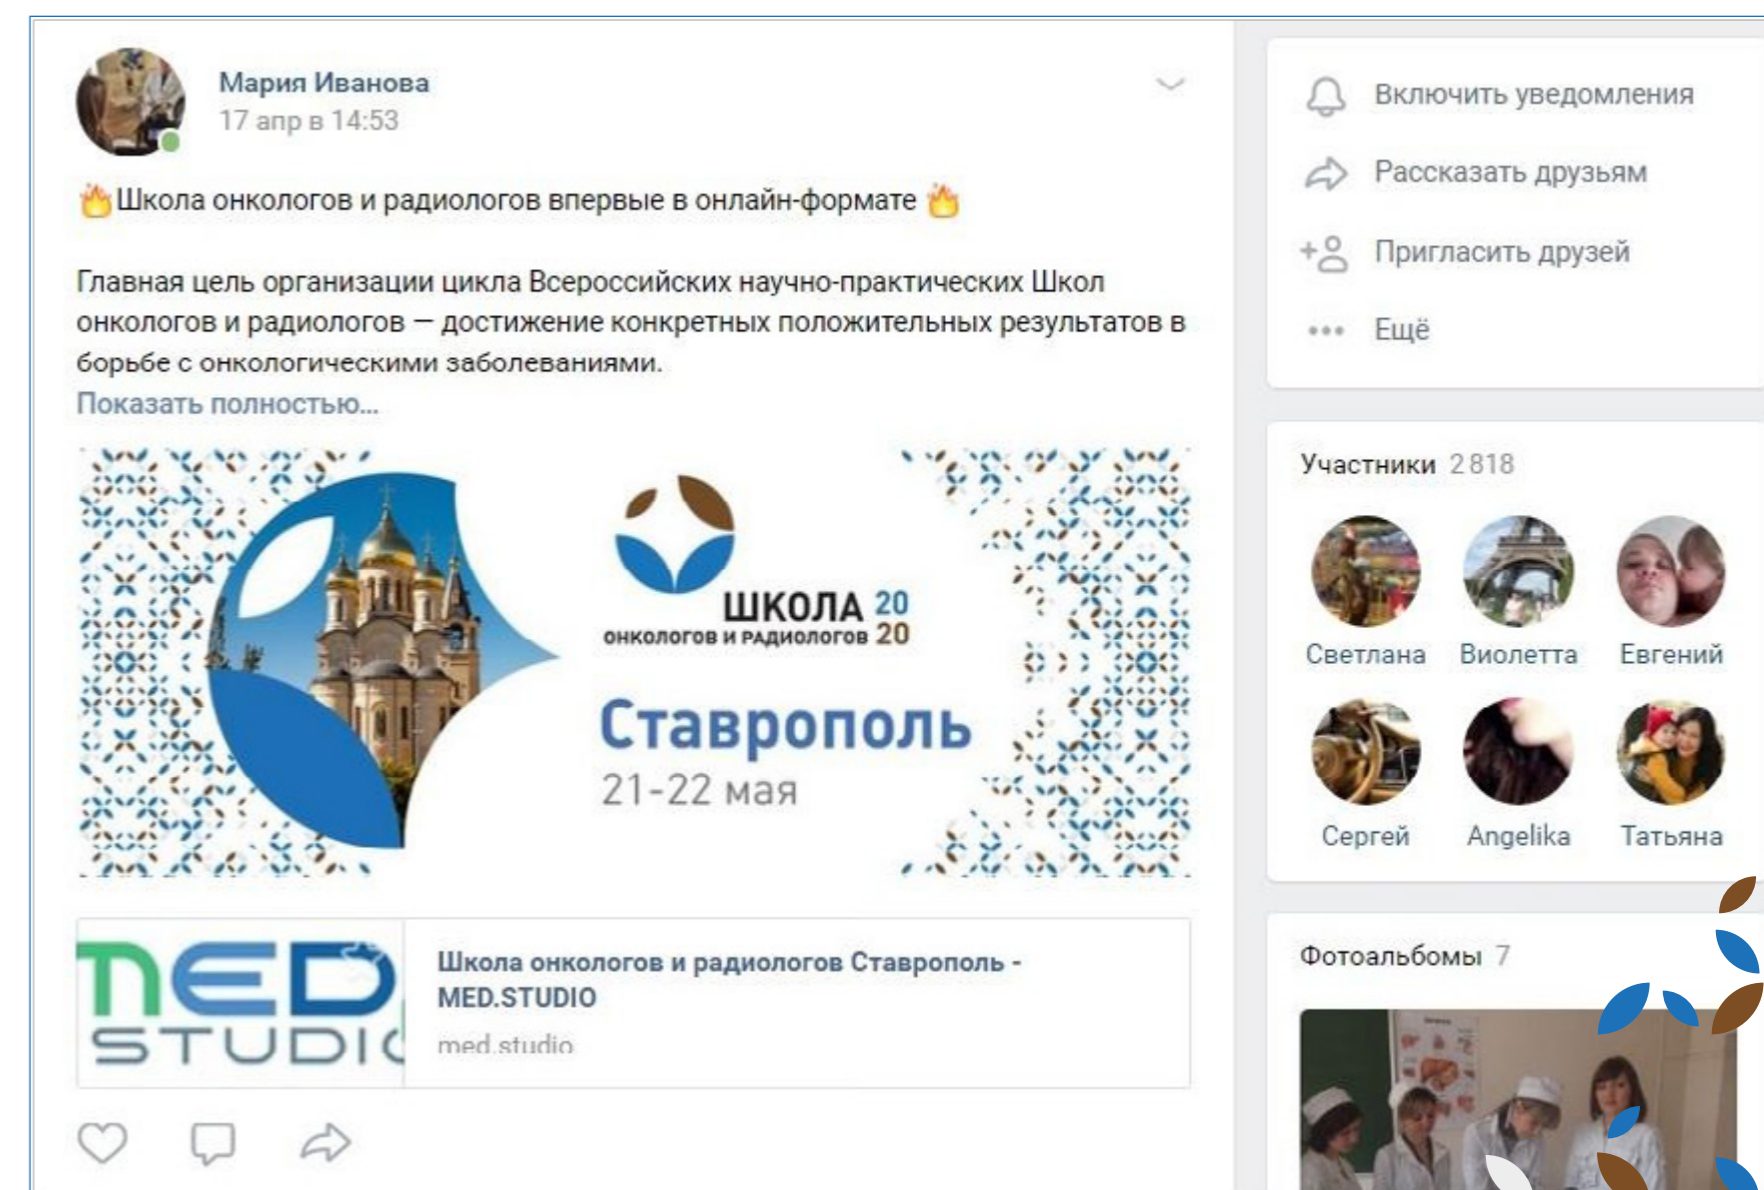 Мария Иванова
17 апр в 14:53
🔥Школа онкологов и радиологов впервые в онлайн-формате 🔥
Главная цель организации цикла Всероссийских научно-практических Школ
онкологов и радиологов — достижение конкретных положительных результатов в
борьбе с онкологическими заболеваниями.
Показать полностью...
ШКОЛА 20
ОНКОЛОГОВ И РАДИОЛОГОВ 20
Ставрополь
21-22 мая
MED
STUDIO
Школа онкологов и радиологов Ставрополь -
MED.STUDIO
med.studio
Включить уведомления
Рассказать друзьям
Пригласить друзей
Ещё
Участники 2 818
Светлана Виолетта Евгений
Сергей Angelika Татьяна
Фотоальбомы 7